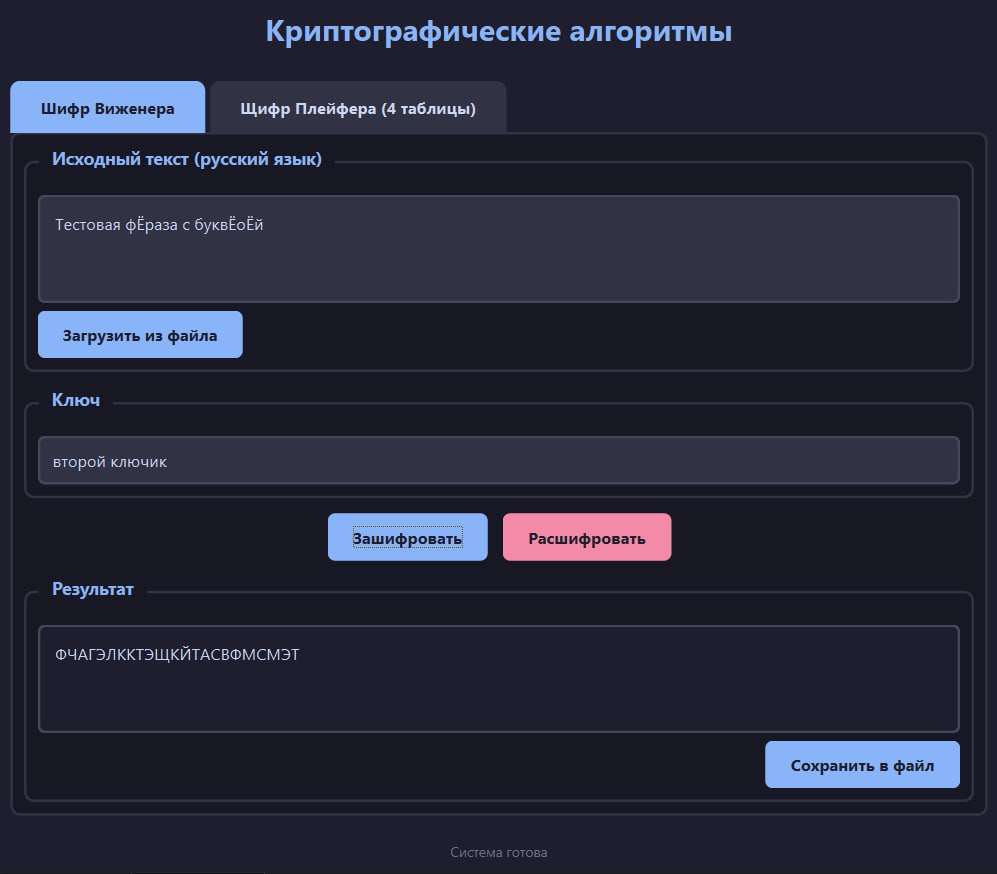 Криптографические алгоритмы
Шифр Виженера
Щифр Плейфера (4 таблицы)
Исходный текст (русский язык)
Тестовая фЁраза с буквЁоЁй
Загрузить из файла
Ключ
второй ключик
Зашифровать
Расшифровать
Результат
ФЧАГЭЛККТЭЩКЙТАСВФМСМЭТ
Сохранить в файл
Система готова